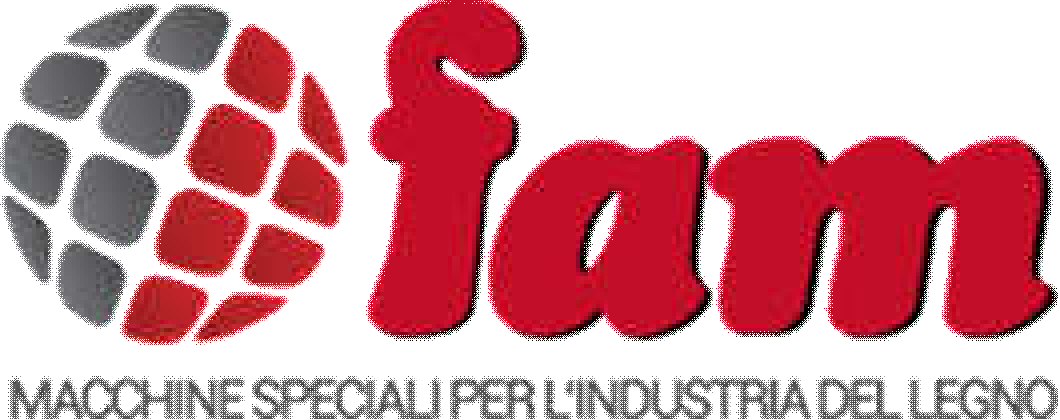 fam
MACCHINE SPECIALI PER L'INDUSTRIA DEL LEGNO